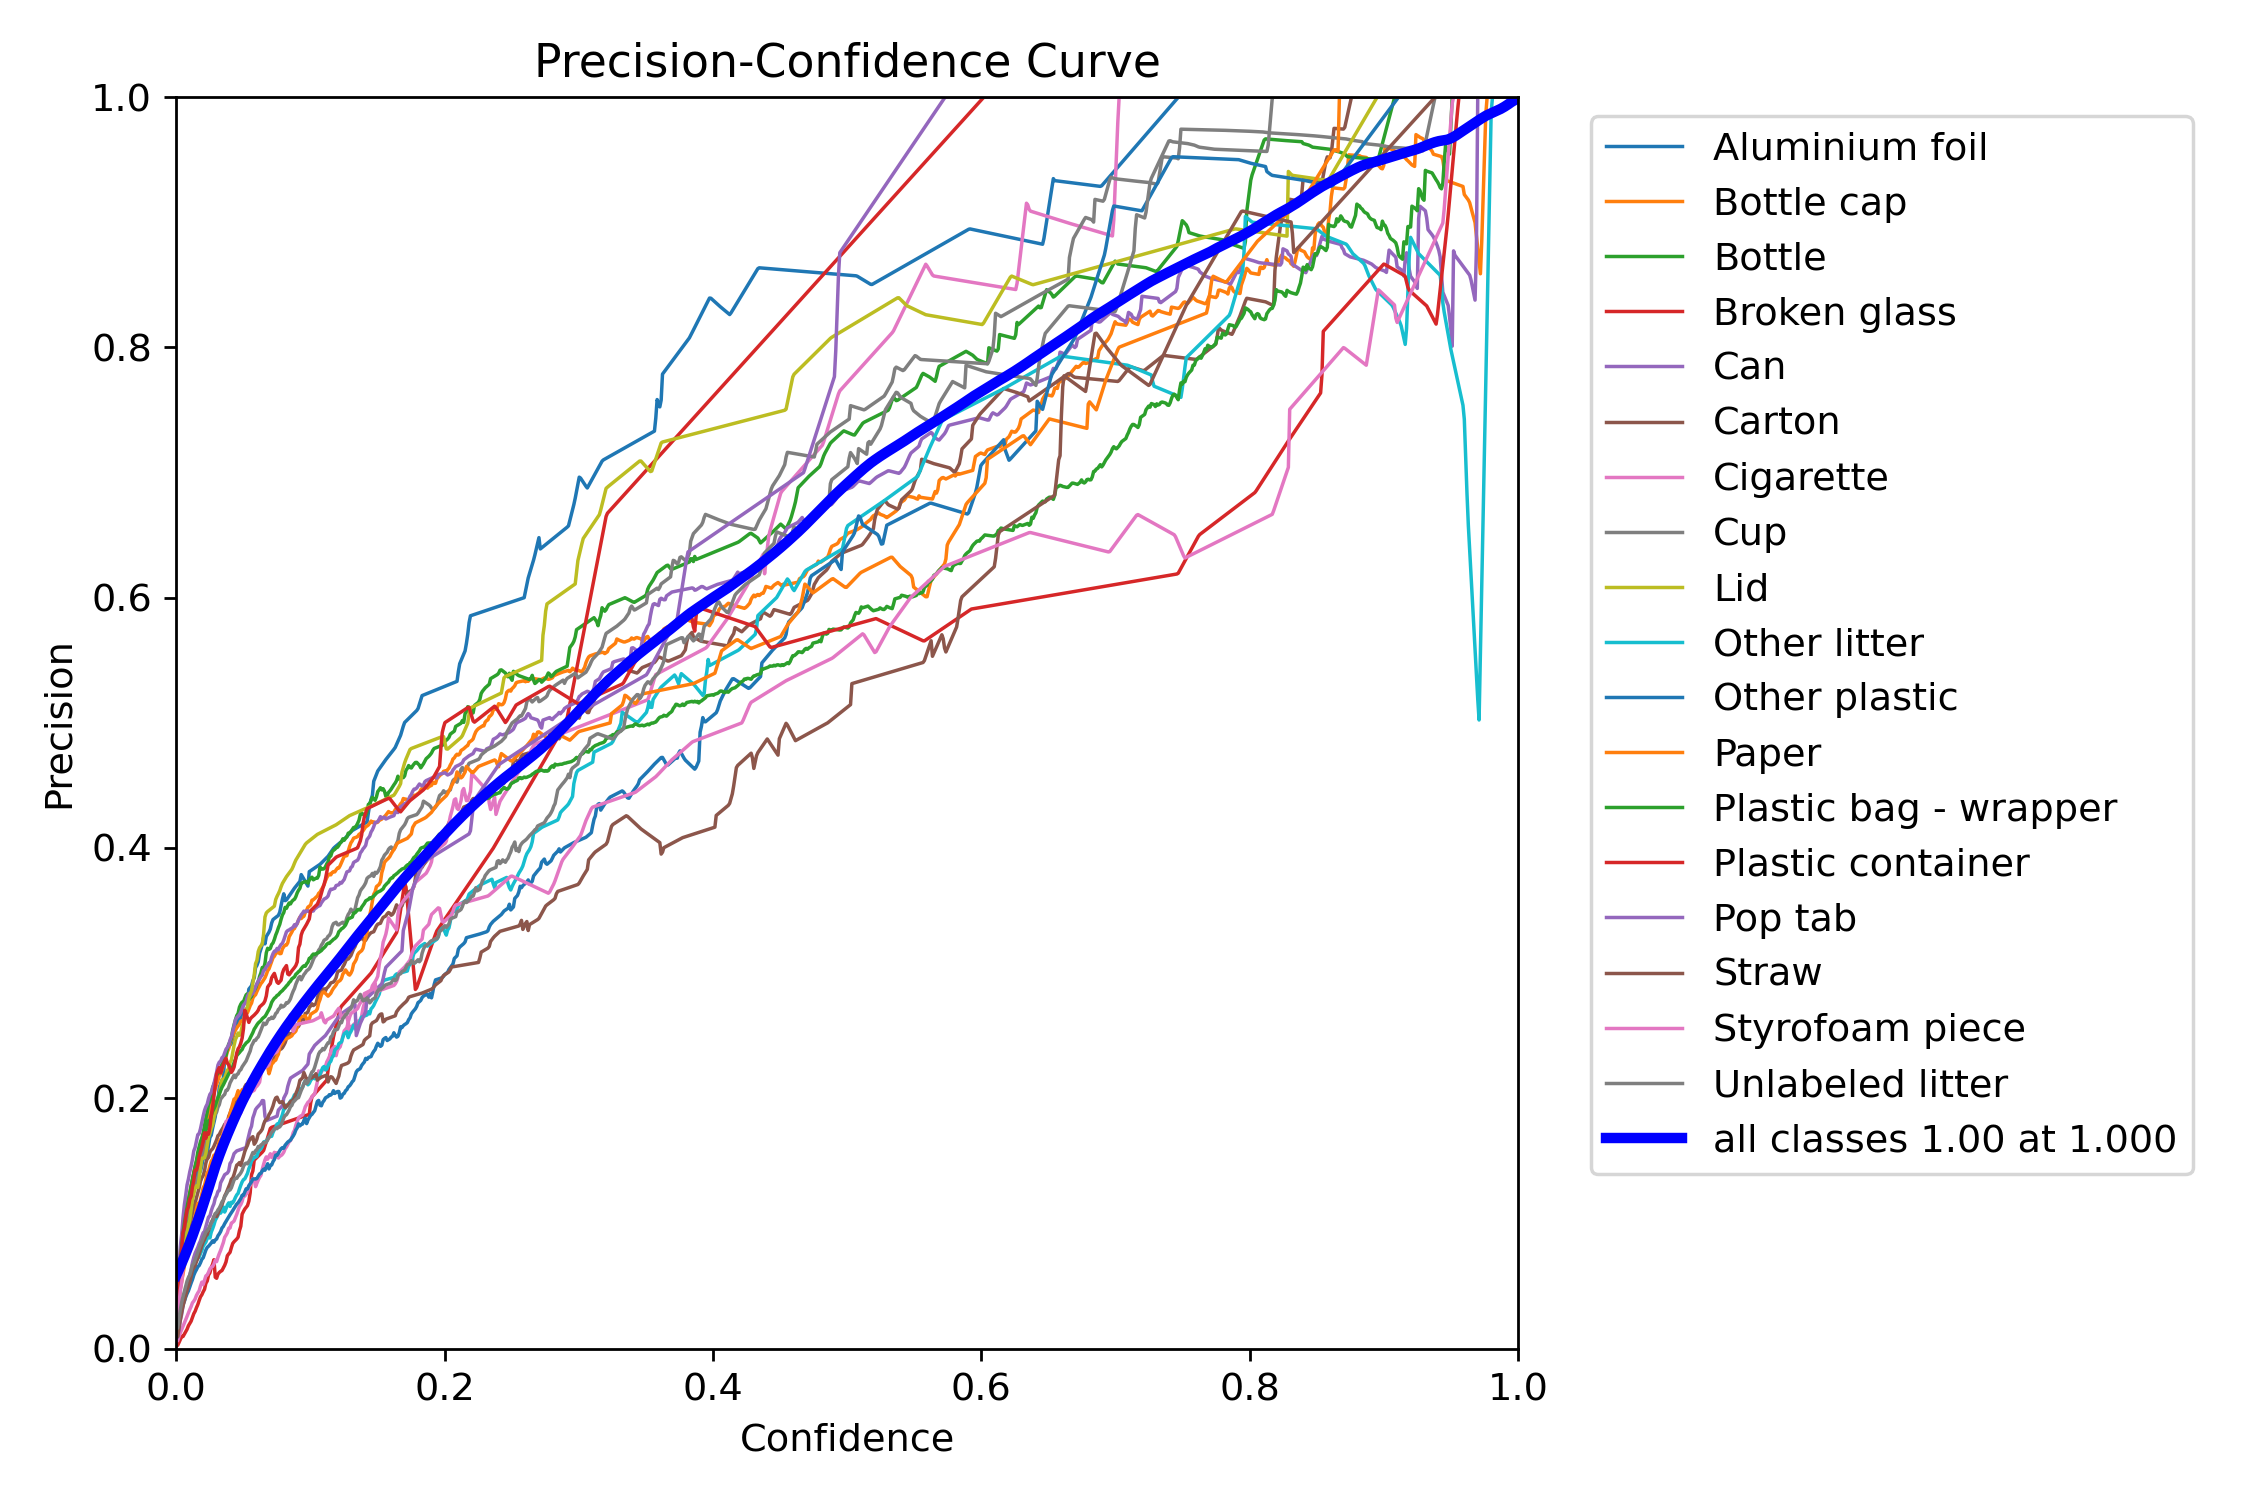 Precision-Confidence Curve
1.0
0.8
0.6
0.4
0.2
0.0
Precision
0.0 0.2 0.4 0.6 0.8 1.0
Confidence
Aluminium foil
Bottle cap
Bottle
Broken glass
Can
Carton
Cigarette
Cup
Lid
Other litter
Other plastic
Paper
Plastic bag - wrapper
Plastic container
Pop tab
Straw
Styrofoam piece
Unlabeled litter
all classes 1.00 at 1.000